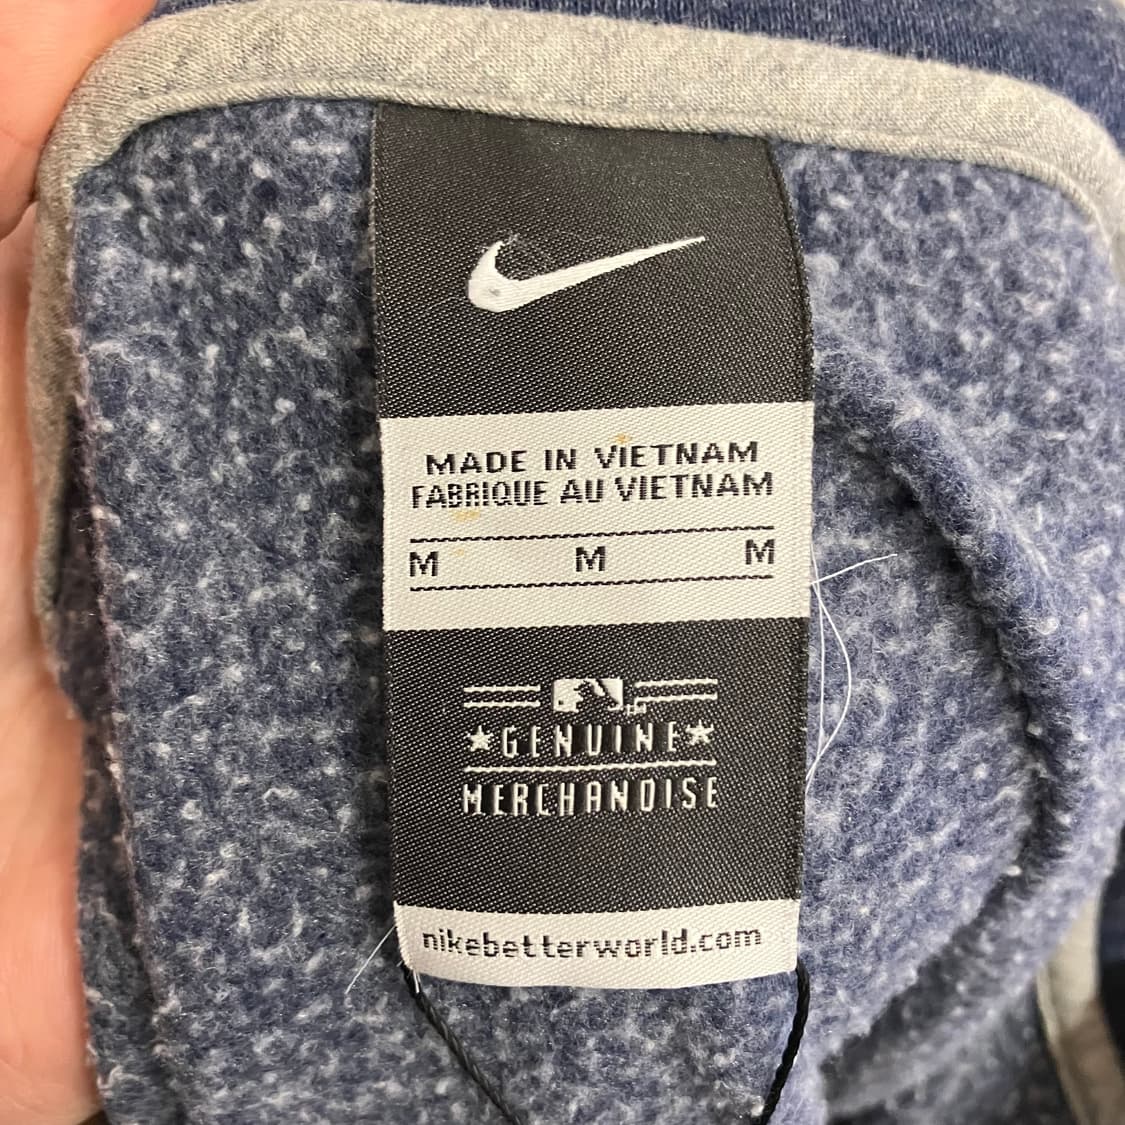 MADE IN VIETNAM
FABRIQUE AU VIETNAM
M M M
GENUINE
MERCHANDISE
nikebetterworld.com